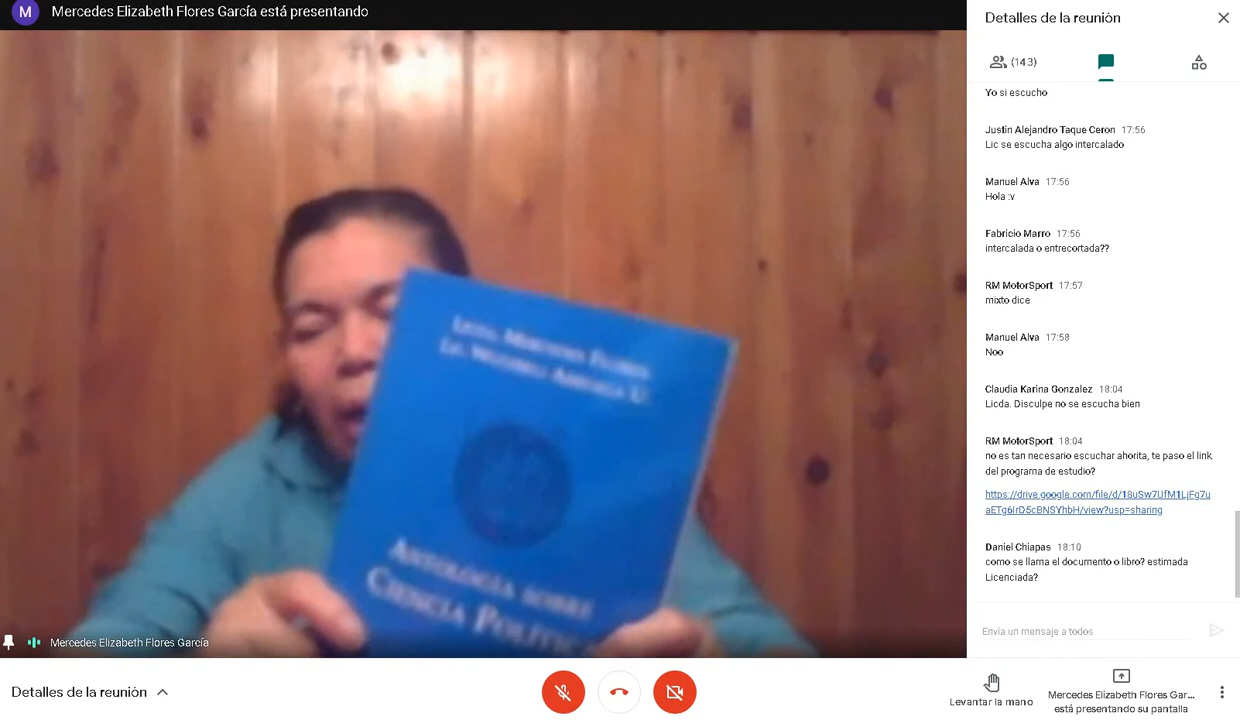 M Mercedes Elizabeth Flores García está presentando
LICDA. MERCEDES FLORES
LIC.
ANTOLOGÍA SOBRE
CIENCIA POLÍTICA
Mercedes Elizabeth Flores García
Detalles de la reunión
(143)
Yo si escucho
Justin Alejandro Taque Ceron 17:56
Lic se escucha algo intercalado
Manuel Alva 17:56
Hola :v
Fabricio Marro 17:56
intercalada o entrecortada??
RM MotorSport 17:57
mixto dice
Manuel Alva 17:58
Noo
Claudia Karina Gonzalez 18:04
Licda. Disculpe no se escucha bien
RM MotorSport 18:04
no es tan necesario escuchar ahorita, te paso el link
del programa de estudio?
https://drive.google.com/file/d/18uSw7UfM1LjFg7u
aETg6IrD5cBNSYhbH/view?usp=sharing
Daniel Chiapas 18:10
como se llama el documento o libro? estimada
Licenciada?
Envía un mensaje a todos
Detalles de la reunión
Levantar la mano
Mercedes Elizabeth Flores Gar...
está presentando su pantalla